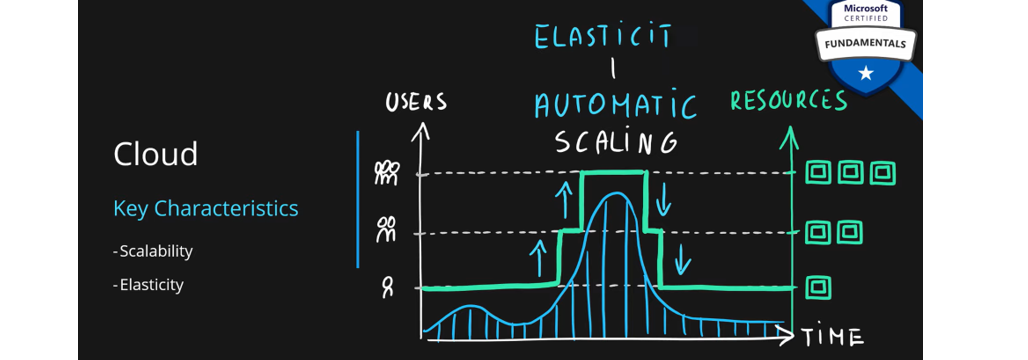 Microsoft
CERTIFIED
FUNDAMENTALS
ELASTICIT
AUTOMATIC
SCALING
USERS
RESOURCES
Cloud
Key Characteristics
-Scalability
-Elasticity
TIME